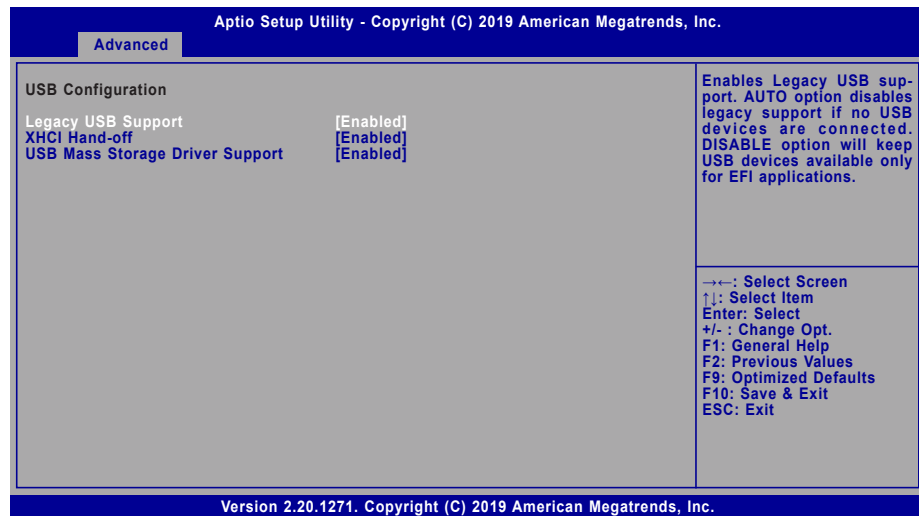 Aptio Setup Utility - Copyright (C) 2019 American Megatrends, Inc.
Advanced
USB Configuration
Legacy USB Support [Enabled]
XHCI Hand-off [Enabled]
USB Mass Storage Driver Support [Enabled]
Enables Legacy USB sup-
port. AUTO option disables
legacy support if no USB
devices are connected.
DISABLE option will keep
USB devices available only
for EFI applications.
→←: Select Screen
↑↓: Select Item
Enter: Select
+/- : Change Opt.
F1: General Help
F2: Previous Values
F9: Optimized Defaults
F10: Save & Exit
ESC: Exit
Version 2.20.1271. Copyright (C) 2019 American Megatrends, Inc.